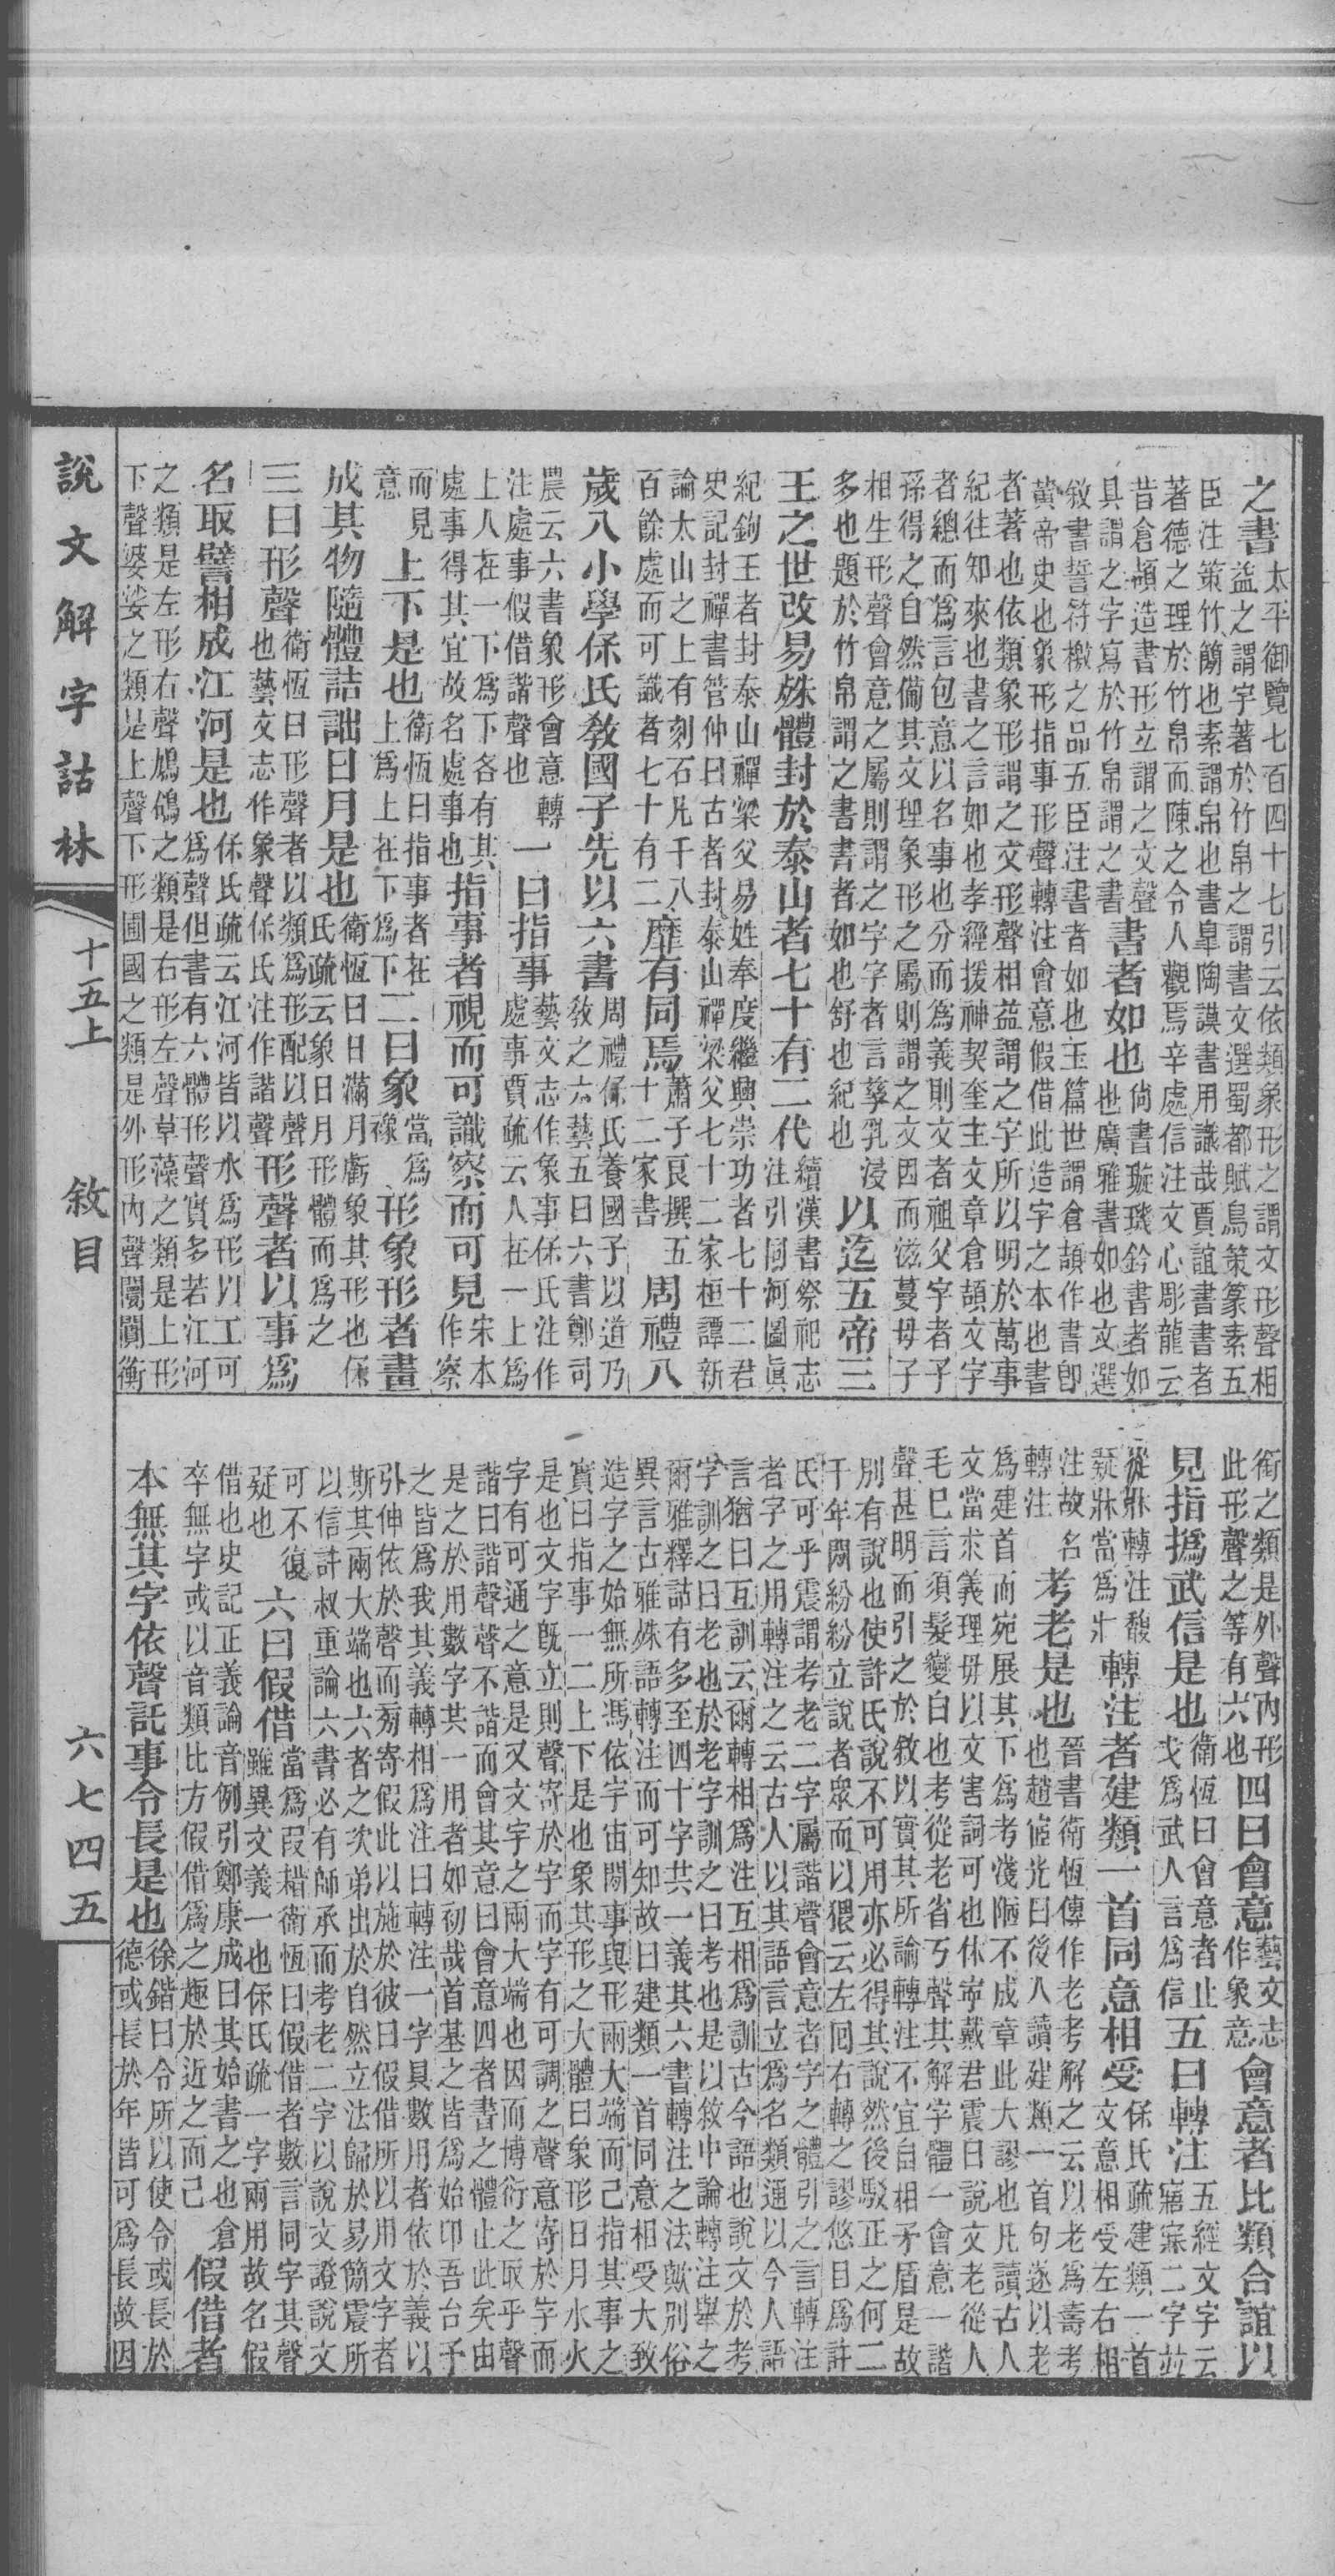 之書太平御覽七百四十七引云依類象形之謂文形聲相
益之謂字著於竹帛之謂書文選蜀都賦鳥策篆素五
臣注策竹簡也素謂帛也書臯陶謨書用識哉賈誼書書者
著德之理於竹帛而陳之令人觀焉辛處信注文心彫龍云
昔倉頡造書形立謂之文聲
具謂之字寫於竹帛謂之書書者如也尙書璇璣鈐書者如
也廣雅書如也文選
敘書誓符檄之品五臣注書者如也玉篇世謂倉頡作書卽
黃帝史也象形指事形聲轉注會意假借此造字之本也書
者著也依類象形謂之文形聲相益謂之字所以明於萬事
紀往知來也書之言如也孝經援神契奎主文章倉頡文字
者總而爲言包意以名事也分而爲義則文者祖父字者子
孫得之自然備其文理象形之屬則謂之文因而滋蔓母子
相生形聲會意之屬則謂之字字者言孳乳浸
多也題於竹帛謂之書書者如也舒也紀也以迄五帝三
王之世改易殊體封於泰山者七十有二代續漢書祭祀志
注引河圖眞
紀鉤王者封泰山禪梁父易姓奉度繼興崇功者七十二君
史記封禪書管仲曰古者封泰山禪梁父七十二家桓譚新
論太山之上有刻石凡千八
百餘處而可識者七十有二靡有同焉蕭子良撰五
十二家書周禮八
歲入小學保氏敎國子先以六書周禮保氏養國子以道乃
敎之六藝五曰六書鄭司
農云六書象形會意轉
注處事假借諧聲也一曰指事藝文志作象事保氏注作
處事賈疏云人在一上爲
上人在一下爲下各有其
處事得其宜故名處事也指事者視而可識察而可見宋本
作察
而見
意上下是也衛恆曰指事者在
上爲上在下爲下二曰象當爲
襐形象形者畫
成其物隨體詰詘日月是也衛恆曰日滿月虧象其形也保
氏疏云象日月形體而爲之
三曰形聲衛恆曰形聲者以類爲形配以聲
也藝文志作象聲保氏注作諧聲形聲者以事爲
名取譬相成江河是也保氏疏云江河皆以水爲形以工可
爲聲但書有六體形聲實多若江河
之類是左形右聲鳩鴿之類是右形左聲草藻之類是上形
下聲婆娑之類是上聲下形圃國之類是外形內聲闅闠衡
銜之類是外聲內形
此形聲之等有六也四曰會意藝文志
作象意會意者比類合誼以
見指撝武信是也衛恆曰會意者止
戈爲武人言爲信五曰轉注五經文字云
寤寐二字竝
從㝱轉注馥
疑㸚當爲爿轉注者建類一首同意相受保氏疏建類一首
文意相受左右相
注故名
轉注考老是也晉書衛恆傳作老考解之云以老爲壽考
也趙宧光曰後人讀建類一首句遂以老
爲建首而宛展其下爲考淺陋不成章此大謬也凡讀古人
文當求義理毋以文害詞可也休寧戴君震曰說文老從人
毛匕言須髮變白也考從老省丂聲其解字體一會意一諧
聲甚明而引之於敘以實其所論轉注不宜自相矛盾是故
別有說也使許氏說不可用亦必得其說然後駁正之何二
千年閒紛紛立說者眾而以猥云左回右轉之謬悠目爲許
氏可乎震謂考老二字屬諧聲會意者字之體引之言轉注
者字之用轉注之云古人以其語言立爲名類通以今人語
言猶曰互訓云爾轉相爲注互相爲訓古今語也說文於考
字訓之曰老也於老字訓之曰考也是以敘中論轉注舉之
爾雅釋詁有多至四十字共一義其六書轉注之法歟別俗
異言古雅殊語轉注而可知故曰建類一首同意相受大致
造字之始無所馮依宇宙閒事與形兩大端而已指其事之
實曰指事一二上下是也象其形之大體曰象形日月水火
是也文字旣立則聲寄於字而字有可調之聲意寄於字而
字有可通之意是又文字之兩大端也因而博衍之取乎聲
諧曰諧聲聲不諧而會其意曰會意四者書之體止此矣由
是之於用數字共一用者如初哉首基之皆爲始卬吾台予
之皆爲我其義轉相爲注曰轉注一字具數用者依於義以
引伸依於聲而旁寄假此以施於彼曰假借所以用文字者
斯其兩大端也六者之次弟出於自然立法歸於易簡震所
以信許叔重論六書必有師承而考老二字以說文證說文
可不復
疑也六曰假借當爲叚𥡴衛恆曰假借者數言同字其聲
雖異文義一也保氏疏一字兩用故名假
借也史記正義論音例引鄭康成曰其始書之也倉
卒無字或以音類比方假借爲之趣於近之而已假借者
本無其字依聲託事令長是也徐鍇曰令所以使令或長於
德或長於年皆可爲長故因
說文解字詁林
十五上
敘目
六七四五